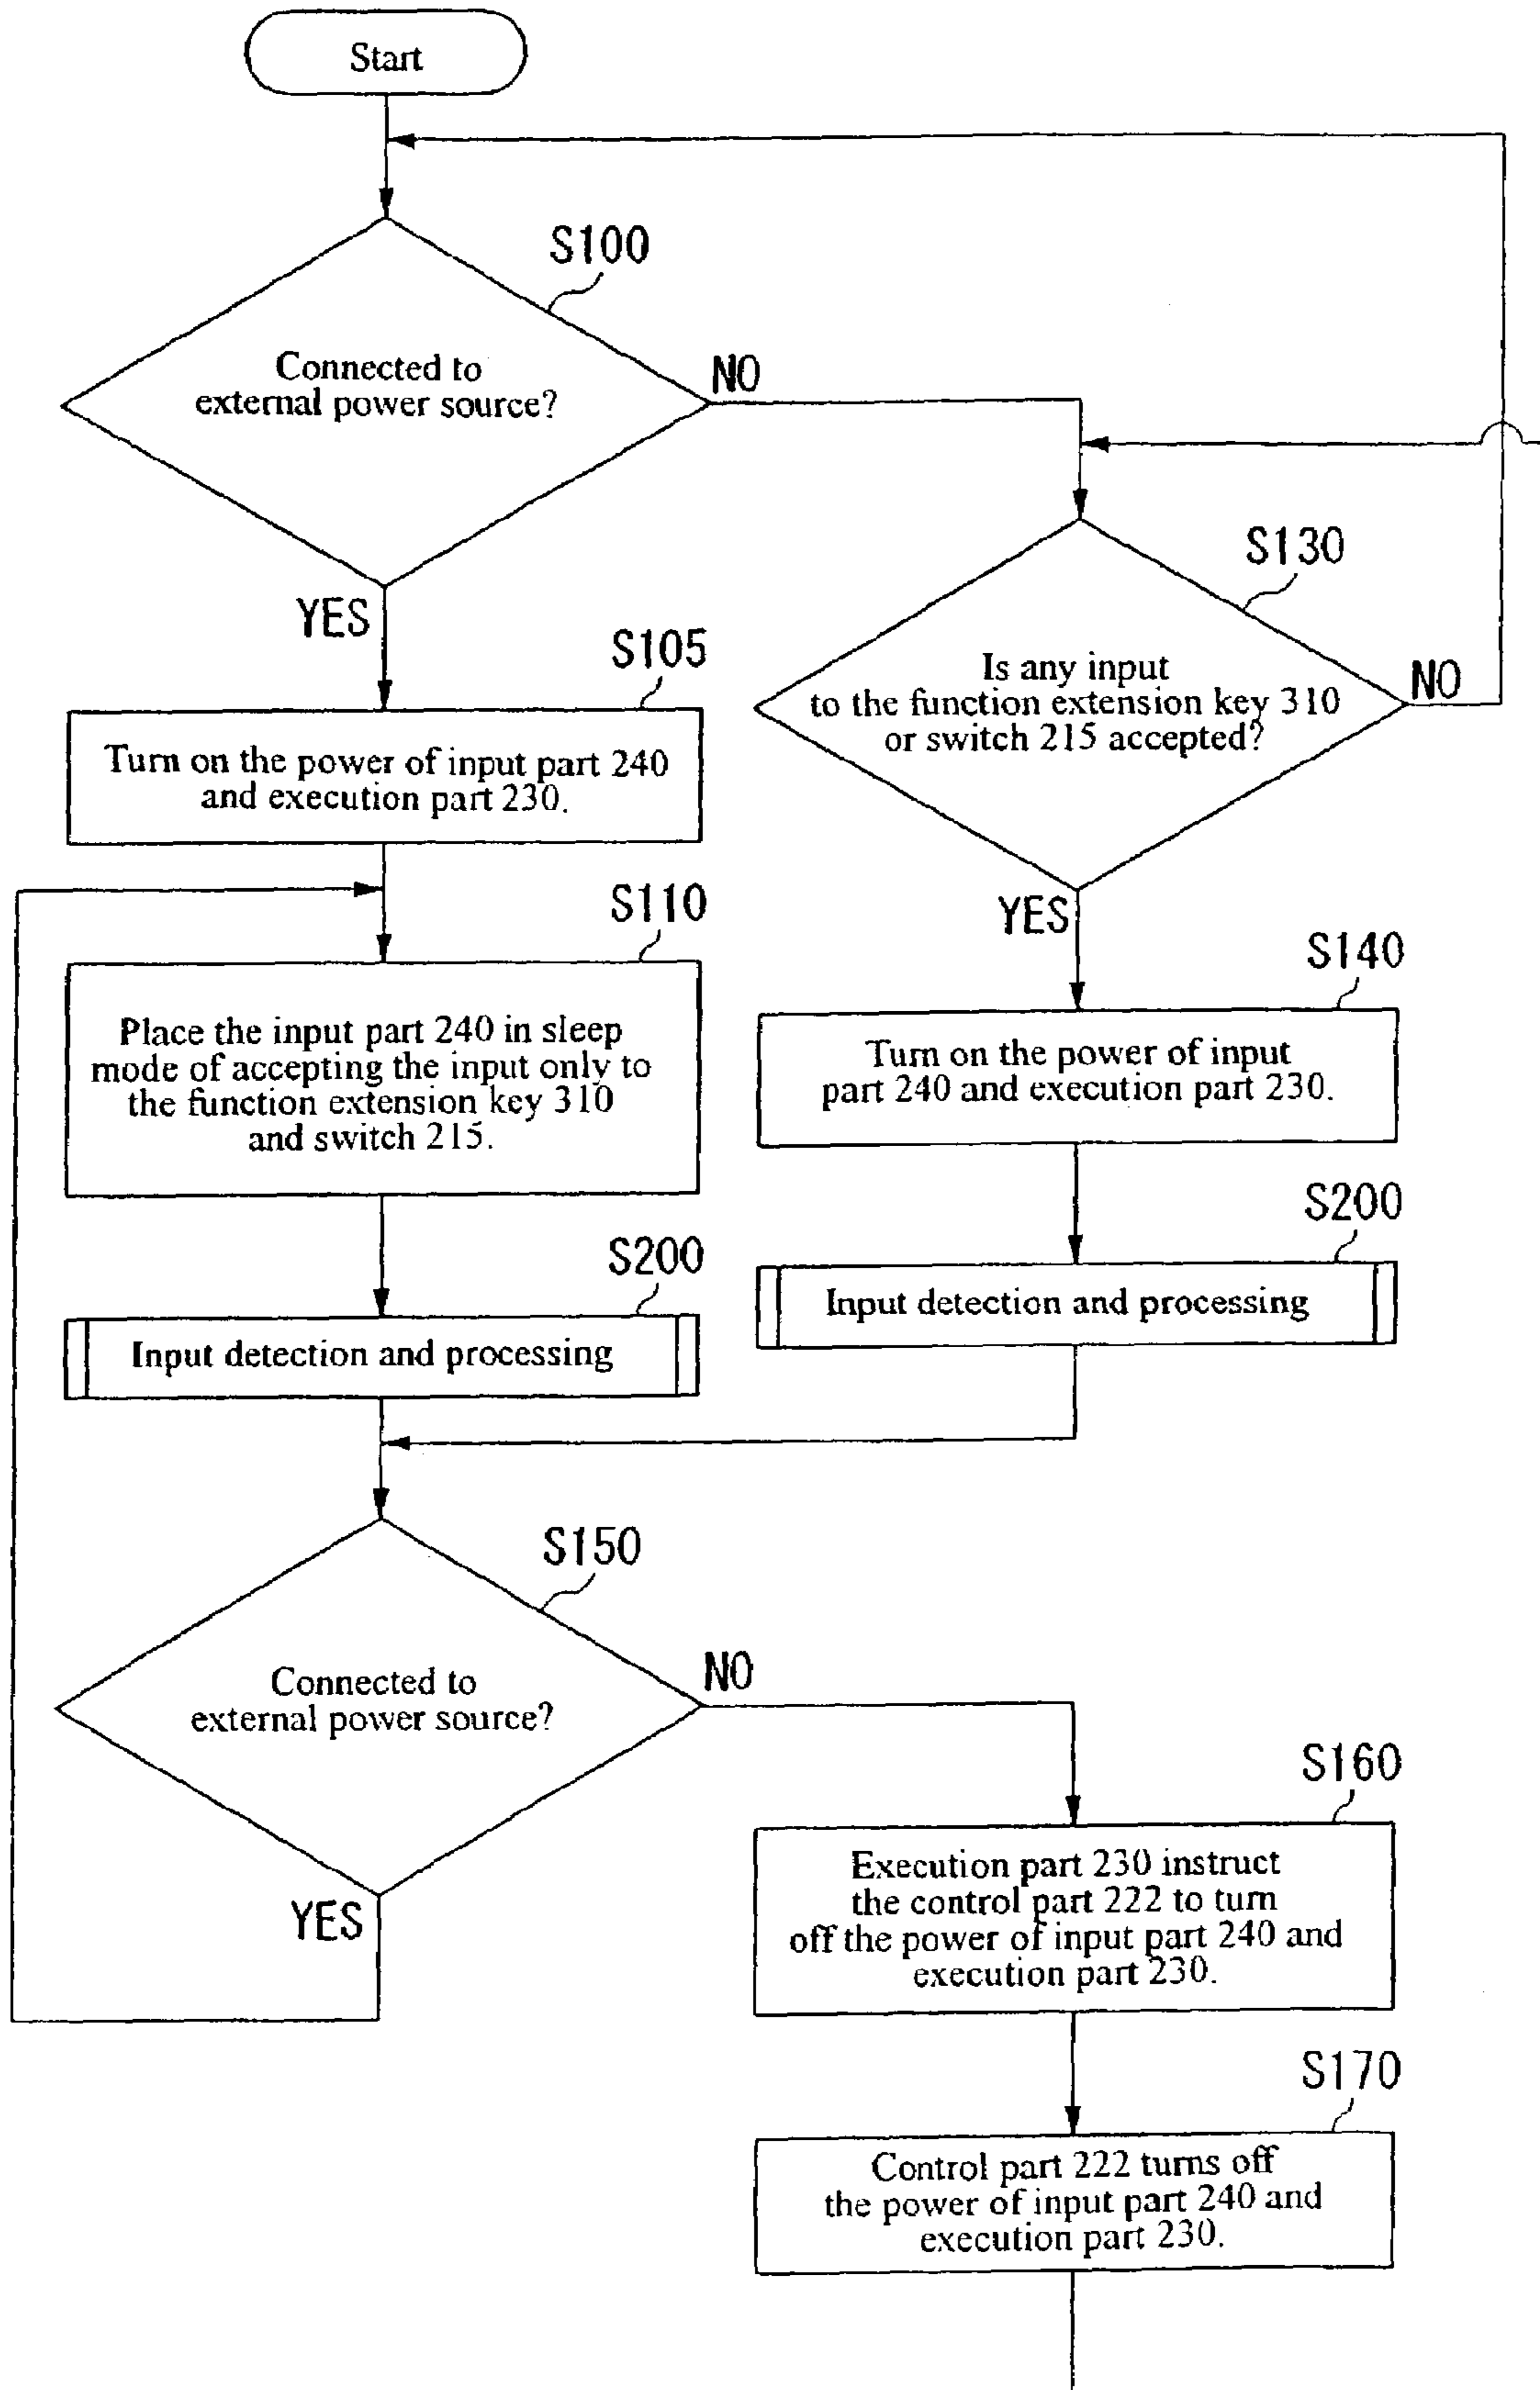 Start
S100
Connected to
external power source?
NO
YES
S130
Is any input
to the function extension key 310
or switch 215 accepted?
NO
YES
S105
Turn on the power of input part 240
and execution part 230.
S110
Place the input part 240 in sleep
mode of accepting the input only to
the function extension key 310
and switch 215.
S140
Turn on the power of input
part 240 and execution part 230.
S200
Input detection and processing
S200
Input detection and processing
S150
Connected to
external power source?
NO
YES
S160
Execution part 230 instruct
the control part 222 to turn
off the power of input part 240 and
execution part 230.
S170
Control part 222 turns off
the power of input part 240 and
execution part 230.